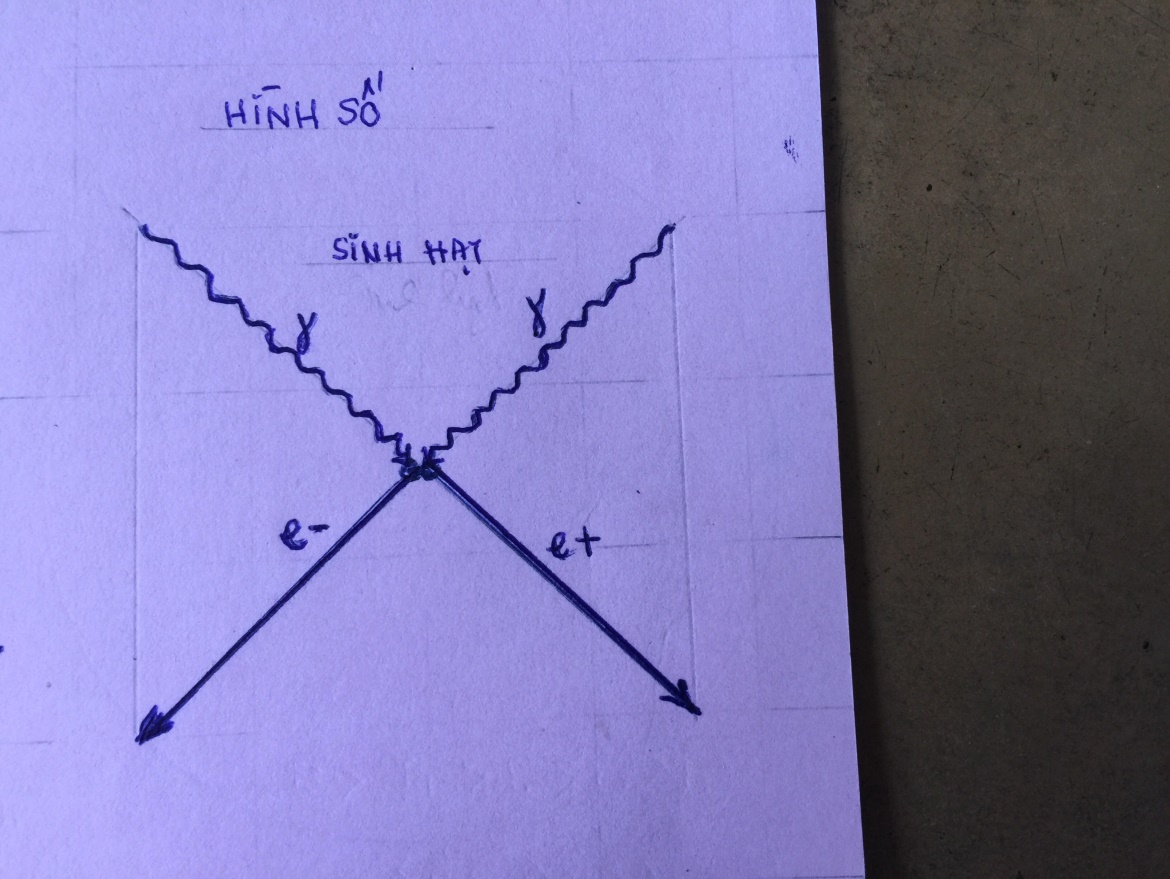 HÌNH SỐ
SINH HẠT
γ γ
e- e+